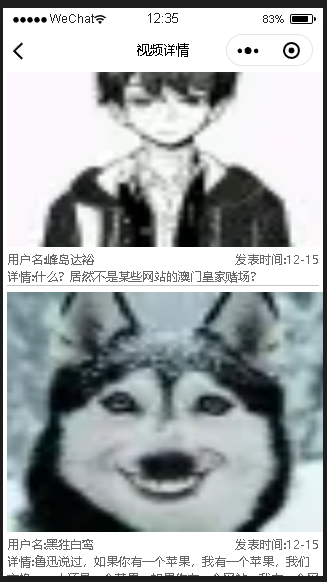 WeChat 12:35 83%
视频详情
用户名:峰岛达裕 发表时间:12-15
详情:什么？居然不是某些网站的澳门皇家赌场？
用户名:黑狌白鸾 发表时间:12-15
详情:鲁迅说过，如果你有一个苹果，我有一个苹果，我们